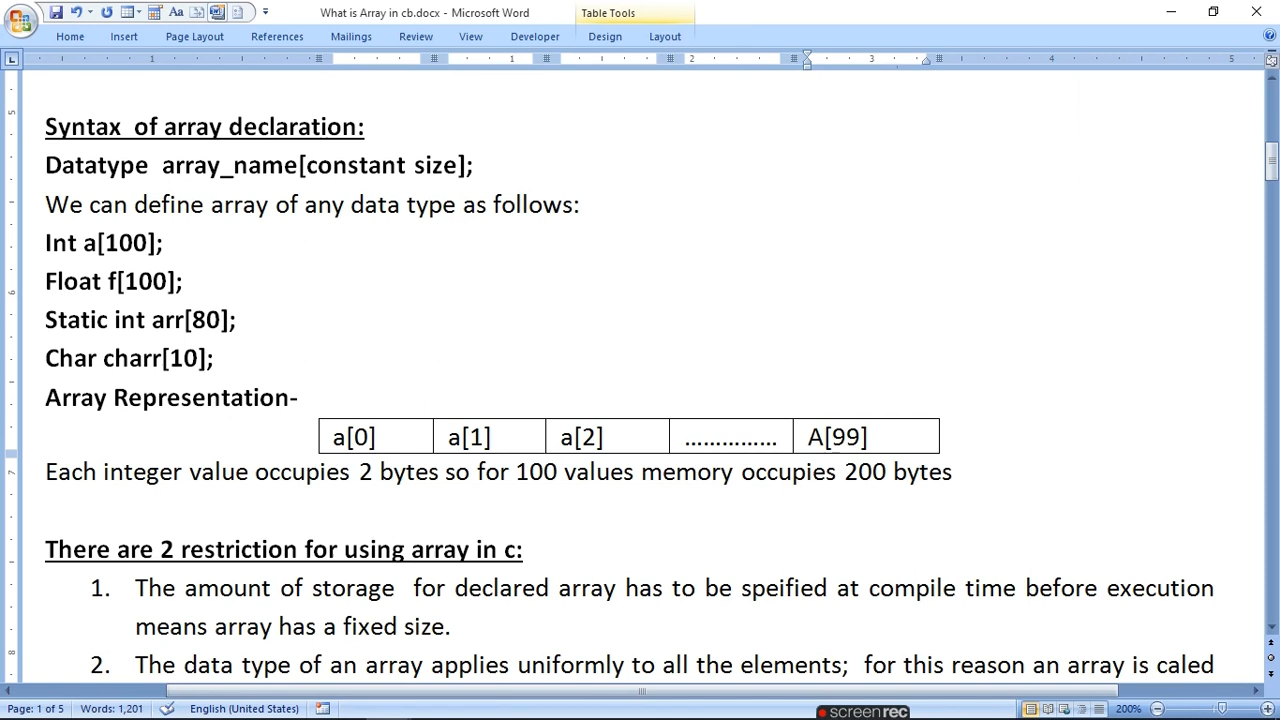 What is Array in cb.docx - Microsoft Word
Table Tools
Home Insert Page Layout References Mailings Review View Developer Design Layout
1 1 2 3 4 5
Syntax  of array declaration:
Datatype  array_name[constant size];
We can define array of any data type as follows:
Int a[100];
Float f[100];
Static int arr[80];
Char charr[10];
Array Representation-
a[0] a[1] a[2] …………… A[99]
Each integer value occupies 2 bytes so for 100 values memory occupies 200 bytes
There are 2 restriction for using array in c:
1. The amount of storage  for declared array has to be speified at compile time before execution
means array has a fixed size.
2. The data type of an array applies uniformly to all the elements;  for this reason an array is caled
Page: 1 of 5 Words: 1,201 English (United States) 200%
screenrec